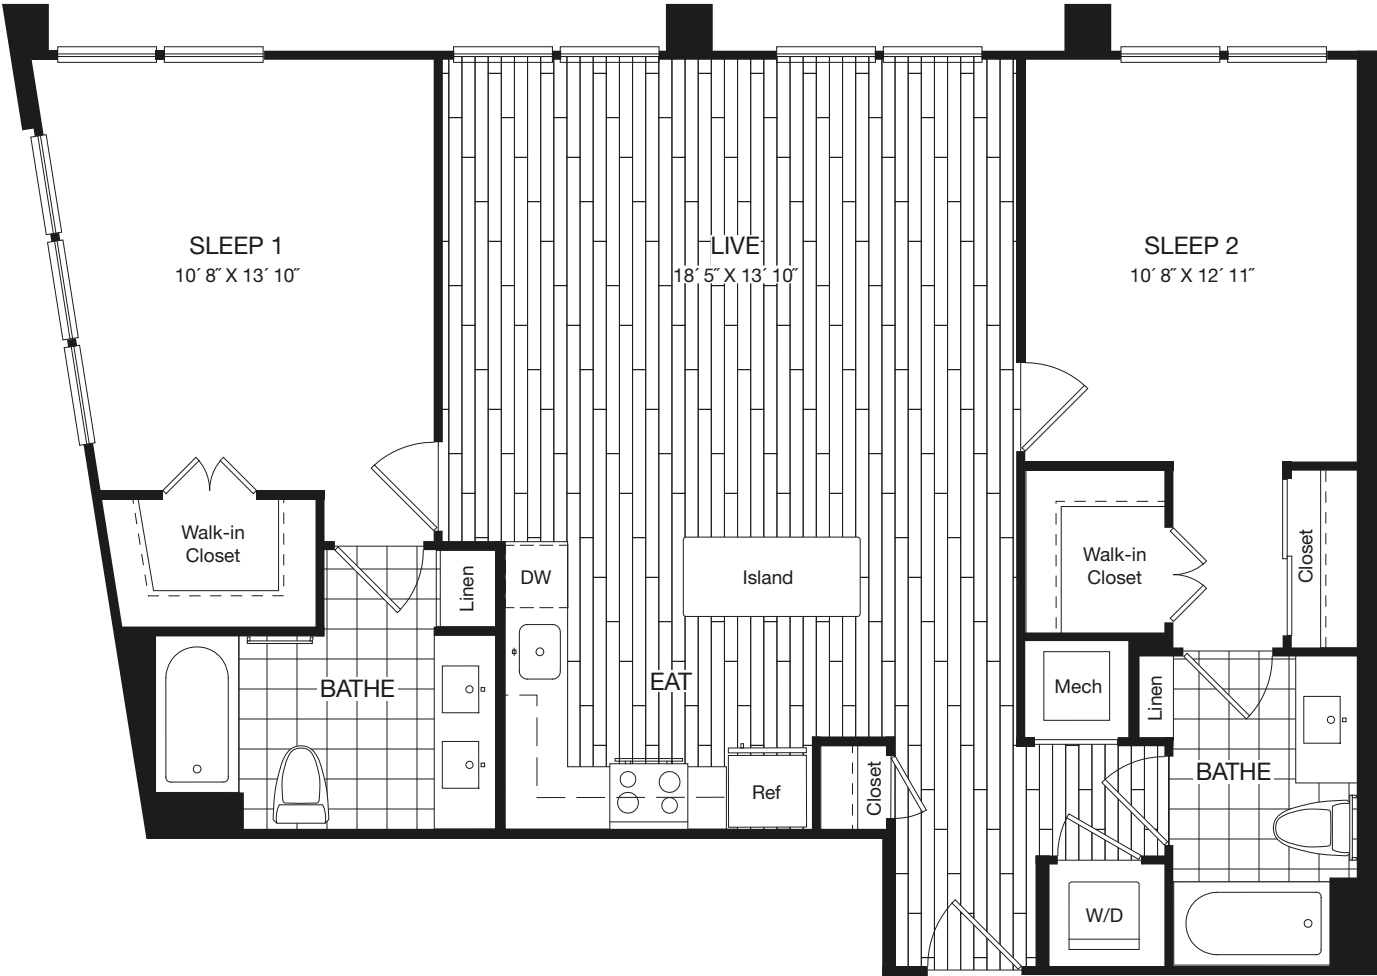 SLEEP 1
10´ 8˝ X 13´ 10˝
LIVE
18´ 5˝ X 13´ 10˝
SLEEP 2
10´ 8˝ X 12´ 11˝
Walk-in
Closet
Linen
DW
Island
Walk-in
Closet
Closet
BATHE
EAT
Mech
Linen
Ref
Closet
BATHE
W/D